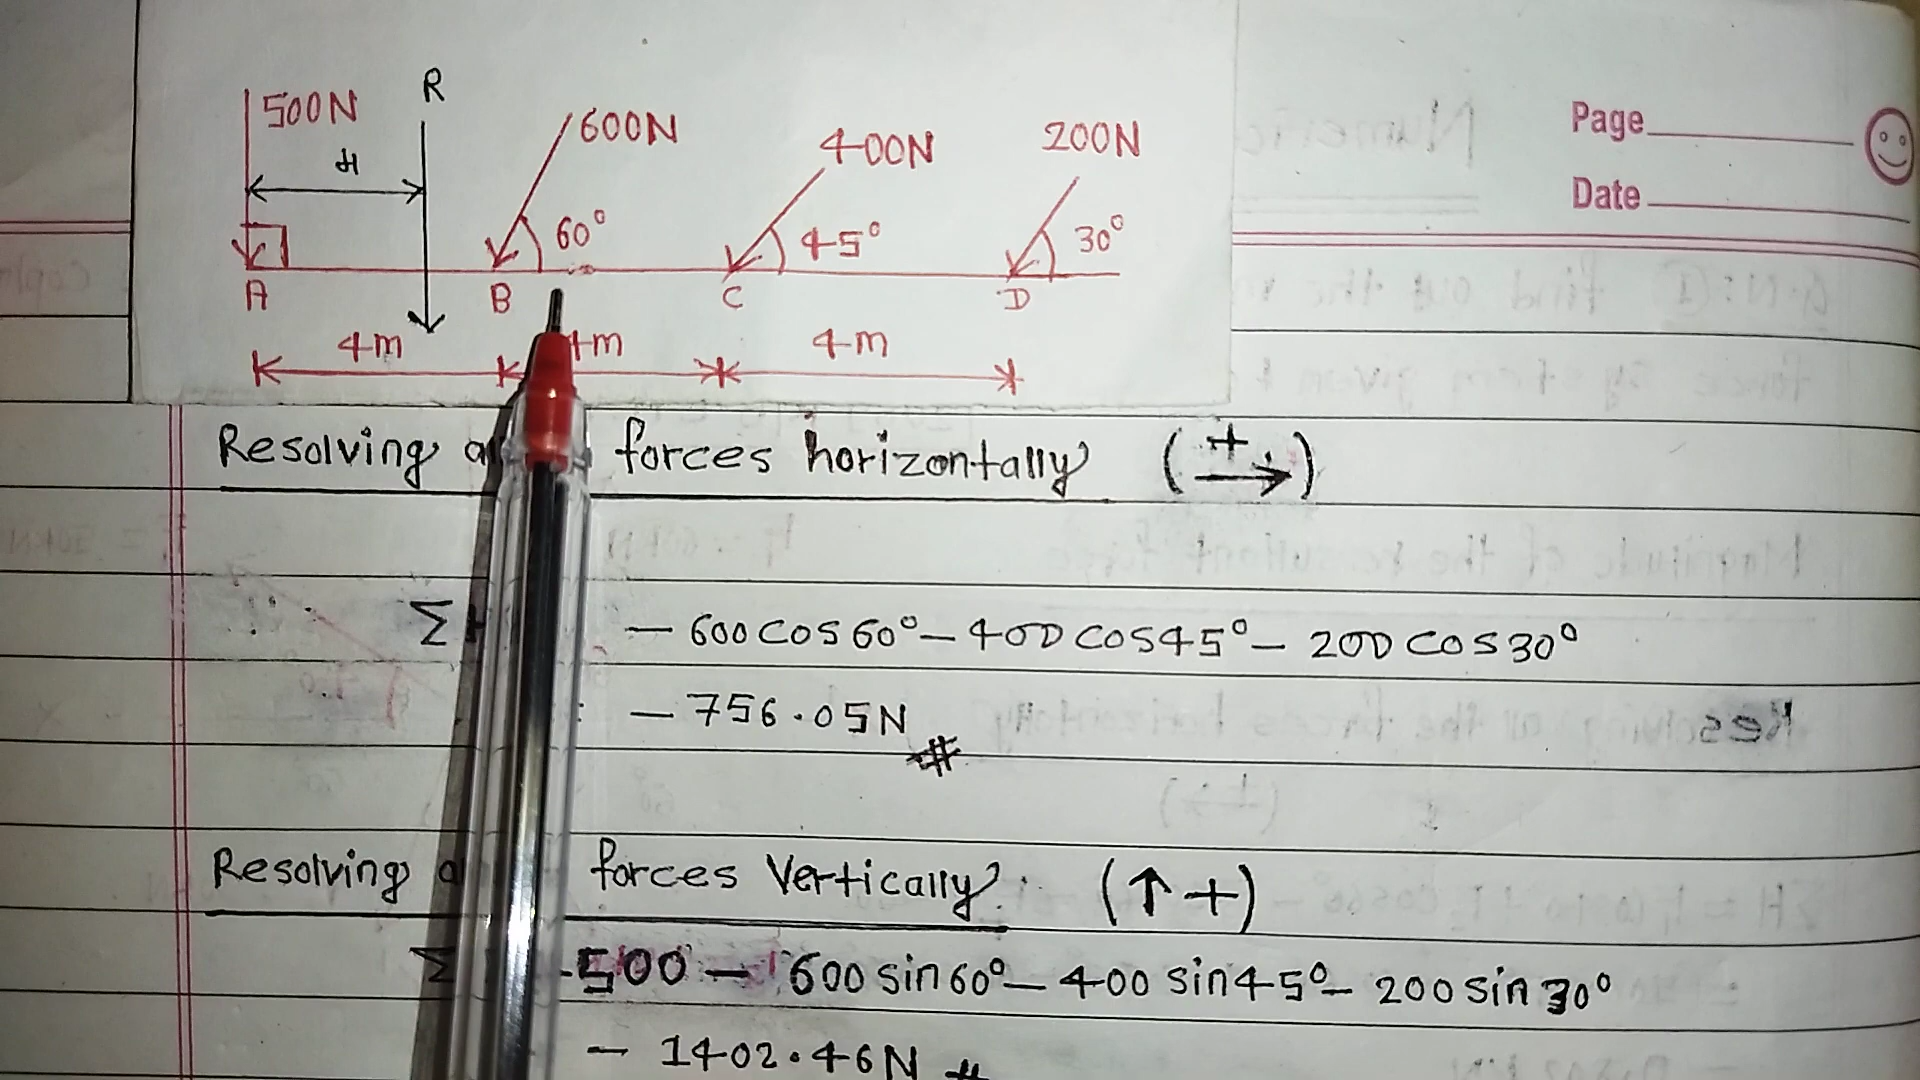 Page
Date
500N
R
600N
400N
200N
60°
45°
30°
A
B
C
D
4m
4m
4m
Resolving forces horizontally (+→)
Σ - 600 cos 60° - 400 cos 45° - 200 cos 30°
- 756.05N
Resolving forces Vertically: (↑+)
Σ -500 - 600 sin 60° - 400 sin 45° - 200 sin 30°
- 1402.46N